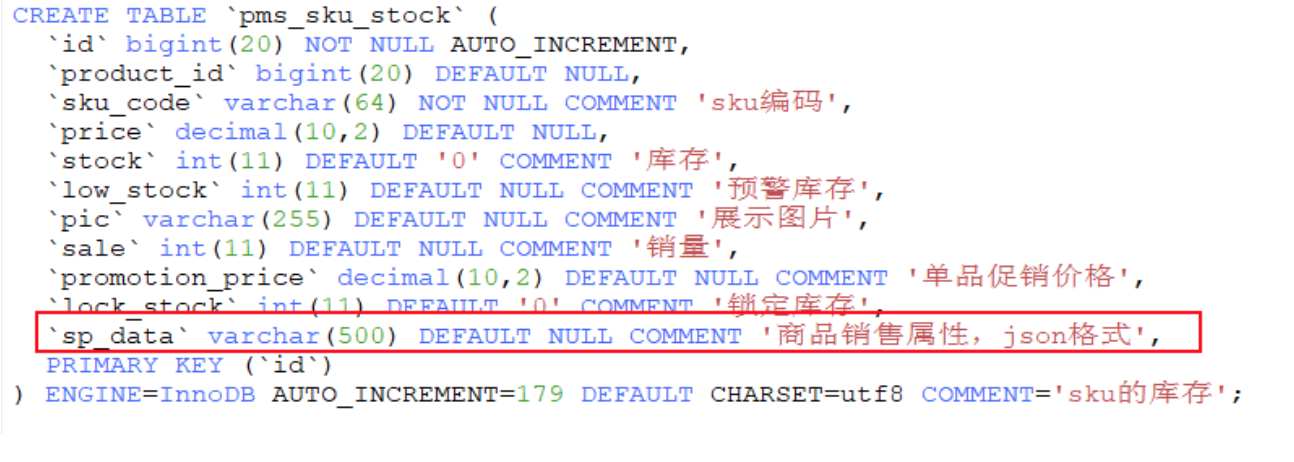 CREATE TABLE `pms_sku_stock` (
`id` bigint(20) NOT NULL AUTO_INCREMENT,
`product_id` bigint(20) DEFAULT NULL,
`sku_code` varchar(64) NOT NULL COMMENT 'sku编码',
`price` decimal(10,2) DEFAULT NULL,
`stock` int(11) DEFAULT '0' COMMENT '库存',
`low_stock` int(11) DEFAULT NULL COMMENT '预警库存',
`pic` varchar(255) DEFAULT NULL COMMENT '展示图片',
`sale` int(11) DEFAULT NULL COMMENT '销量',
`promotion_price` decimal(10,2) DEFAULT NULL COMMENT '单品促销价格',
`lock_stock` int(11) DEFAULT '0' COMMENT '锁定库存',
`sp_data` varchar(500) DEFAULT NULL COMMENT '商品销售属性，json格式',
PRIMARY KEY (`id`)
) ENGINE=InnoDB AUTO_INCREMENT=179 DEFAULT CHARSET=utf8 COMMENT='sku的库存';